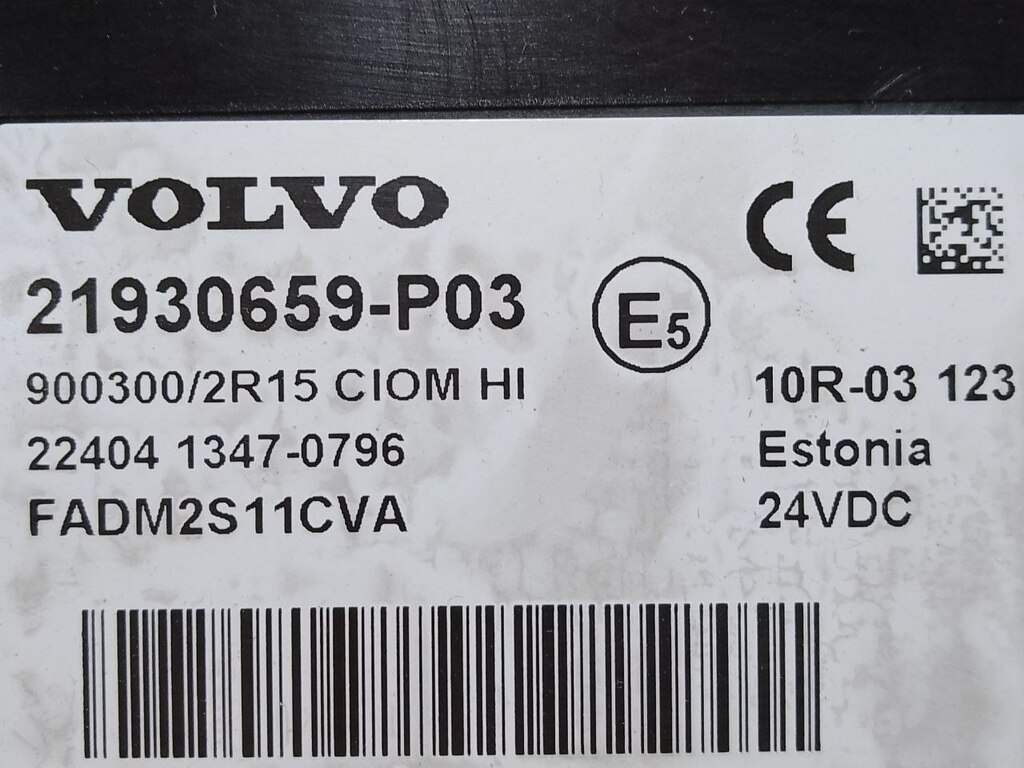 VOLVO
CE
21930659-P03
E5
900300/2R15 CIOM HI
10R-03 123
22404 1347-0796
Estonia
FADM2S11CVA
24VDC